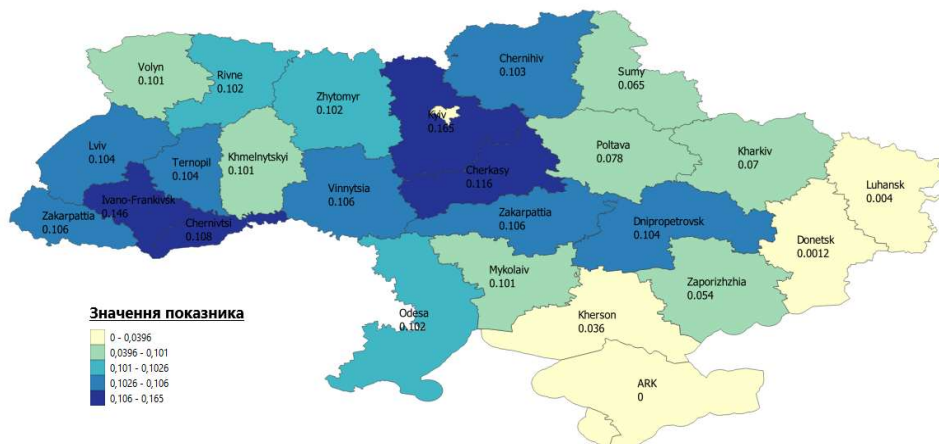 Volyn
0.101
Rivne
0.102
Zhytomyr
0.102
Kyiv
0.165
Chernihiv
0.103
Sumy
0.065
Lviv
0.104
Ternopil
0.104
Khmelnytskyi
0.101
Vinnytsia
0.106
Cherkasy
0.116
Poltava
0.078
Kharkiv
0.07
Luhansk
0.004
Zakarpattia
0.106
Ivano-Frankivsk
0.146
Chernivtsi
0.108
Zakarpattia
0.106
Dnipropetrovsk
0.104
Donetsk
0.0012
Odesa
0.102
Mykolaiv
0.101
Kherson
0.036
Zaporizhzhia
0.054
ARK
0
Значення показника
0 - 0,0396
0,0396 - 0,101
0,101 - 0,1026
0,1026 - 0,106
0,106 - 0,165